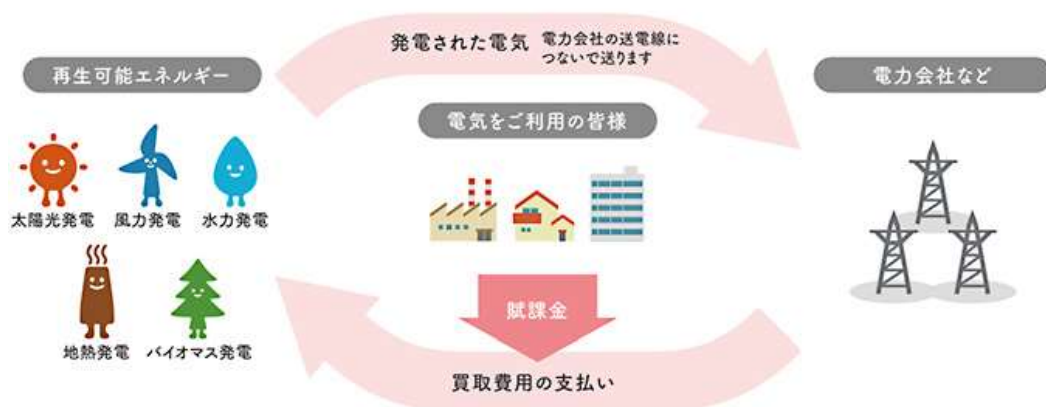 発電された電気 電力会社の送電線に
つないで送ります
再生可能エネルギー
電力会社など
電気をご利用の皆様
太陽光発電
風力発電
水力発電
地熱発電
バイオマス発電
賦課金
買取費用の支払い